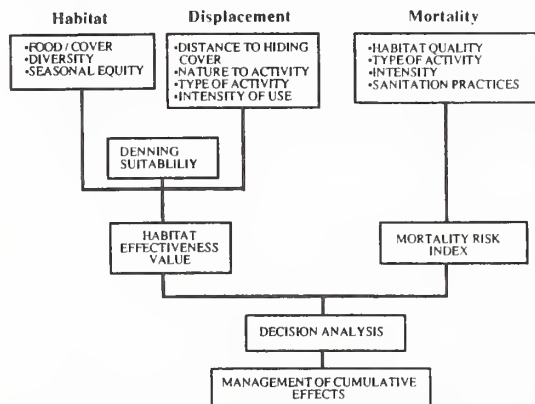 Habitat
•FOOD / COVER
•DIVERSITY
•SEASONAL EQUITY
Displacement
•DISTANCE TO HIDING
COVER
•NATURE TO ACTIVITY
•TYPE OF ACTIVITY
•INTENSITY OF USE
Mortality
•HABITAT QUALITY
•TYPE OF ACTIVITY
•INTENSITY
•SANITATION PRACTICES
DENNING
SUITABLILIY
HABITAT
EFFECTIVENESS
VALUE
MORTALITY RISK
INDEX
DECISION ANALYSIS
MANAGEMENT OF CUMULATIVE
EFFECTS